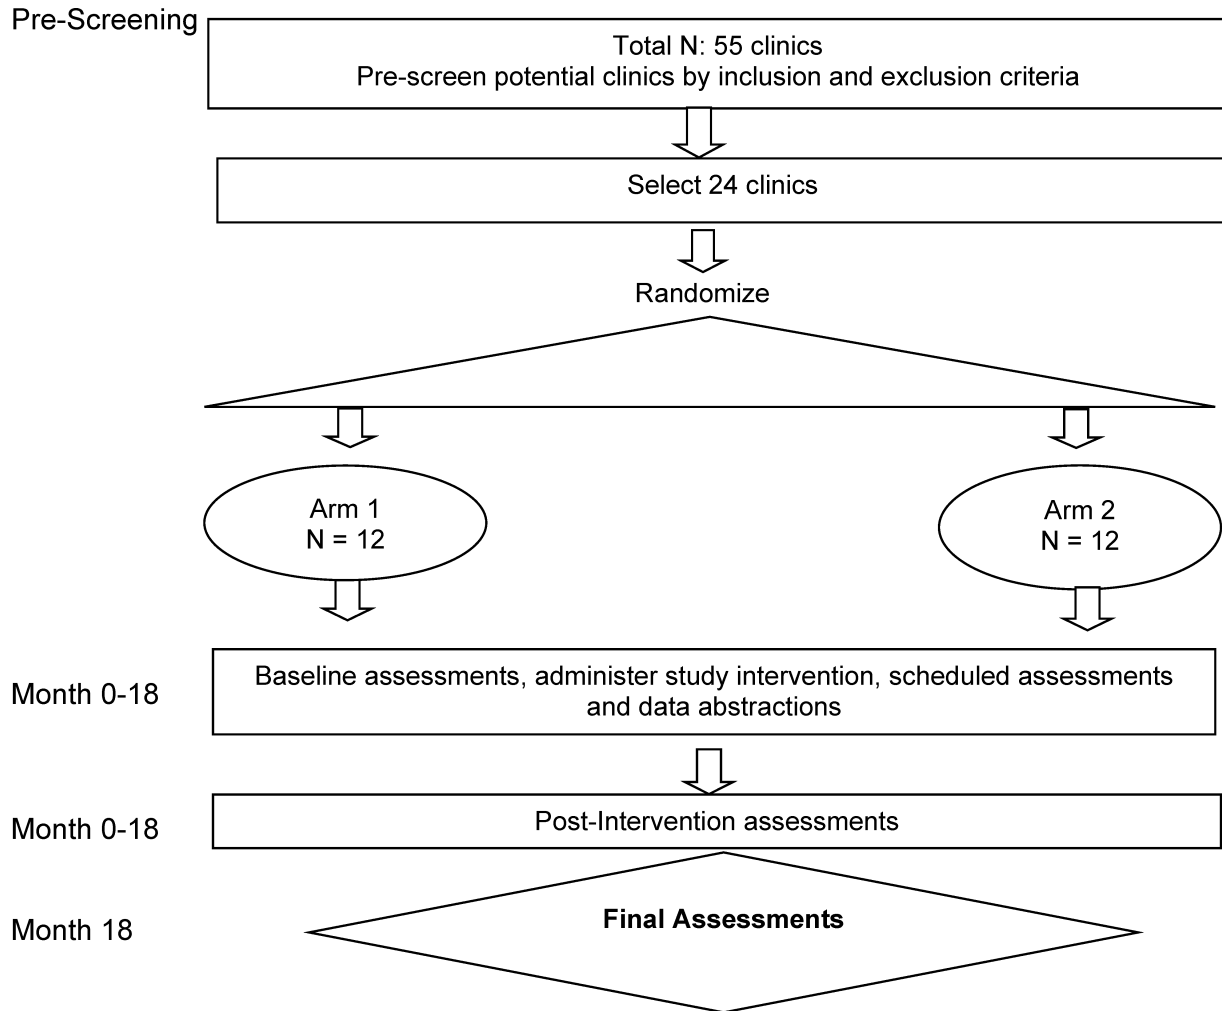 Pre-Screening
Total N: 55 clinics
Pre-screen potential clinics by inclusion and exclusion criteria
Select 24 clinics
Randomize
Arm 1
N = 12
Arm 2
N = 12
Month 0-18
Baseline assessments, administer study intervention, scheduled assessments
and data abstractions
Month 0-18
Post-Intervention assessments
Month 18
Final Assessments